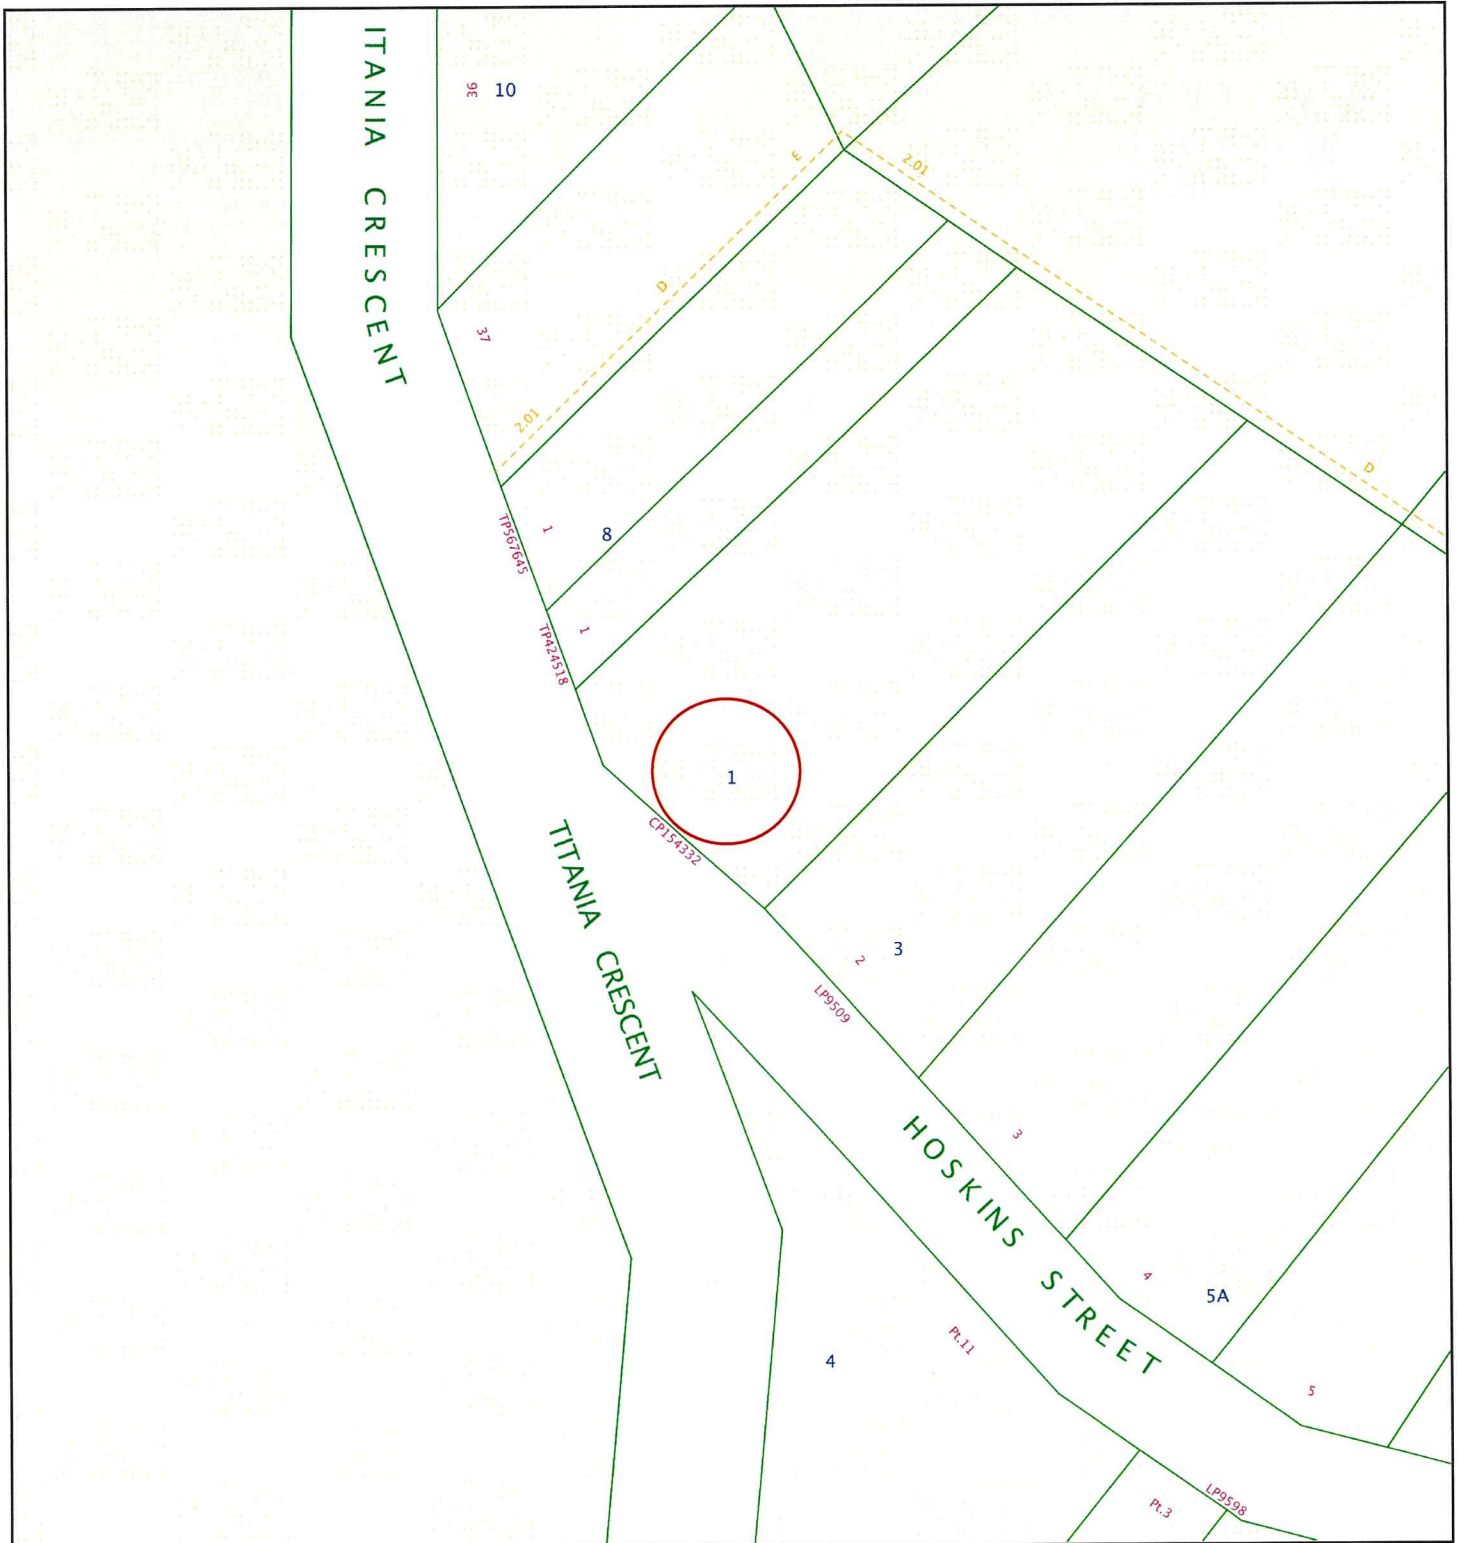 ITANIA CRESCENT
36
10
E
2.01
D
37
2.01
D
1
8
TP567645
1
TP424518
1
CP154332
TITANIA CRESCENT
2
3
LP9509
HOSKINS STREET
3
4
5A
Pt.11
4
5
LP9598
Pt.3